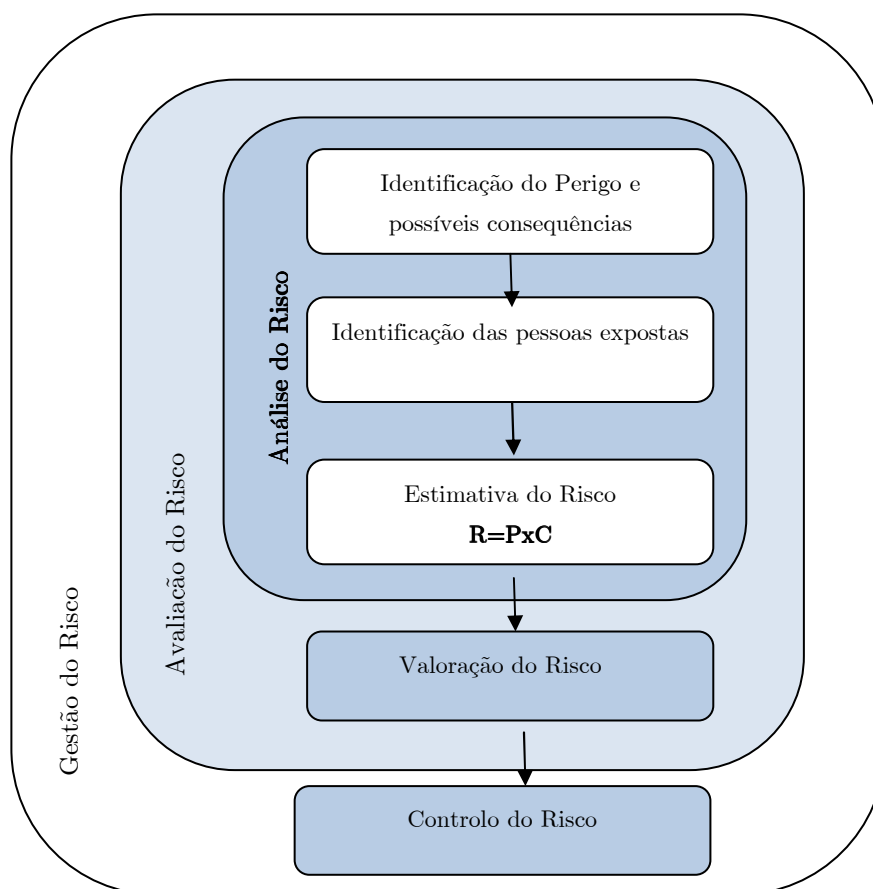 Identificação do Perigo e
possíveis consequências
Identificação das pessoas expostas
Análise do Risco
Estimativa do Risco
R=PxC
Avaliacão do Risco
Valoração do Risco
Gestão do Risco
Controlo do Risco